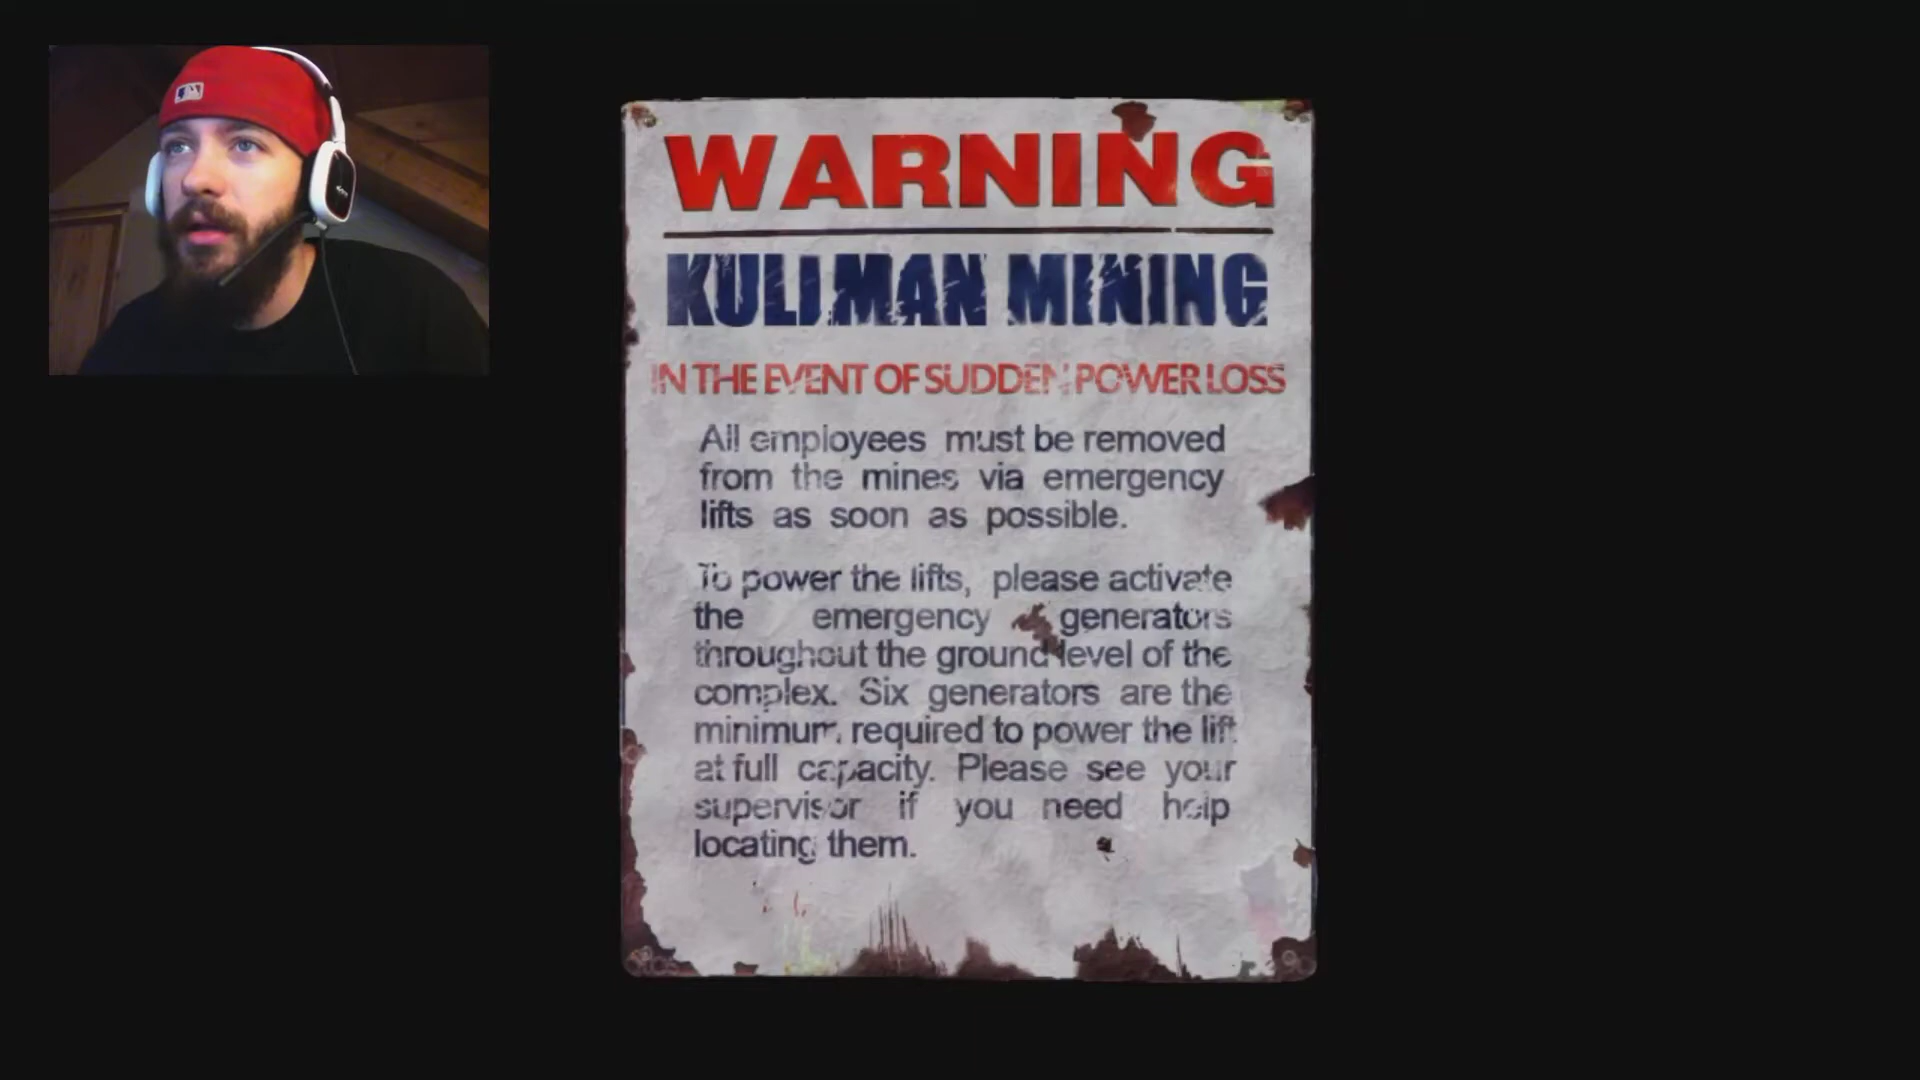 WARNING
KULLMAN MINING
IN THE EVENT OF SUDDEN POWER LOSS
All employees must be removed
from the mines via emergency
lifts as soon as possible.
To power the lifts, please activate
the emergency generators
throughout the ground level of the
complex. Six generators are the
minimum required to power the lift
at full capacity. Please see your
supervisor if you need help
locating them.